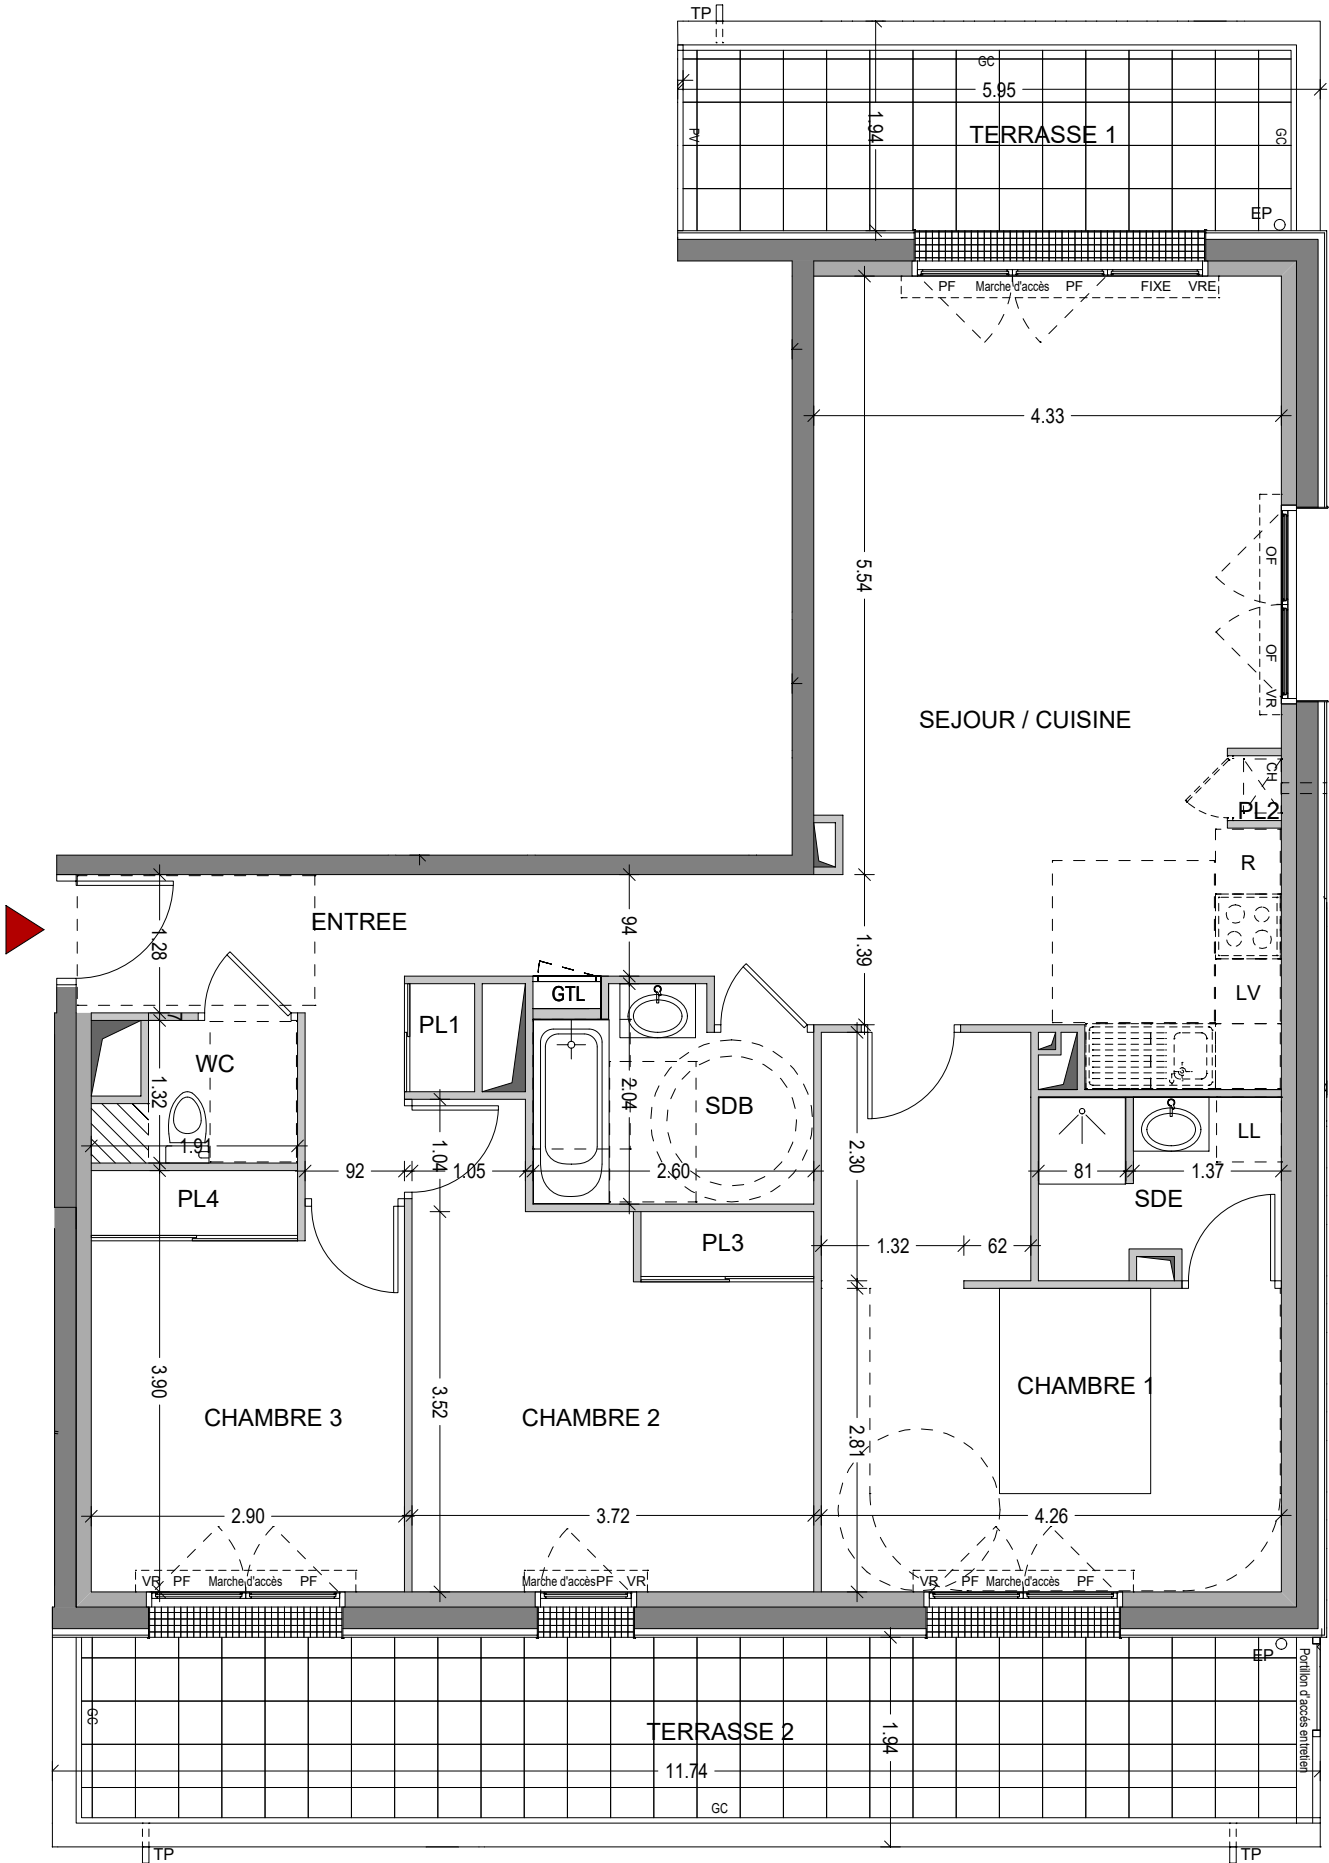 TP
GC
5.95
1.94
TERRASSE 1
PV
GC
EP
PF
Marche d'accès
PF
FIXE
VRE
4.33
5.54
OF
OF
VR
SEJOUR / CUISINE
CH
PL2
R
ENTREE
94
1.28
1.39
LV
GTL
PL1
7
WC
1.32
2.04
SDB
LL
1.91
92
1.04
1.05
2.60
2.30
81
1.37
PL4
SDE
PL3
1.32
62
3.90
3.52
CHAMBRE 1
CHAMBRE 3
CHAMBRE 2
2.81
2.90
3.72
4.26
VR
PF
Marche d'accès
PF
Marche d'accès
PF
VR
VR
PF
Marche d'accès
PF
EP
Portillon d'accés entretien
GC
TERRASSE 2
1.94
11.74
GC
TP
TP